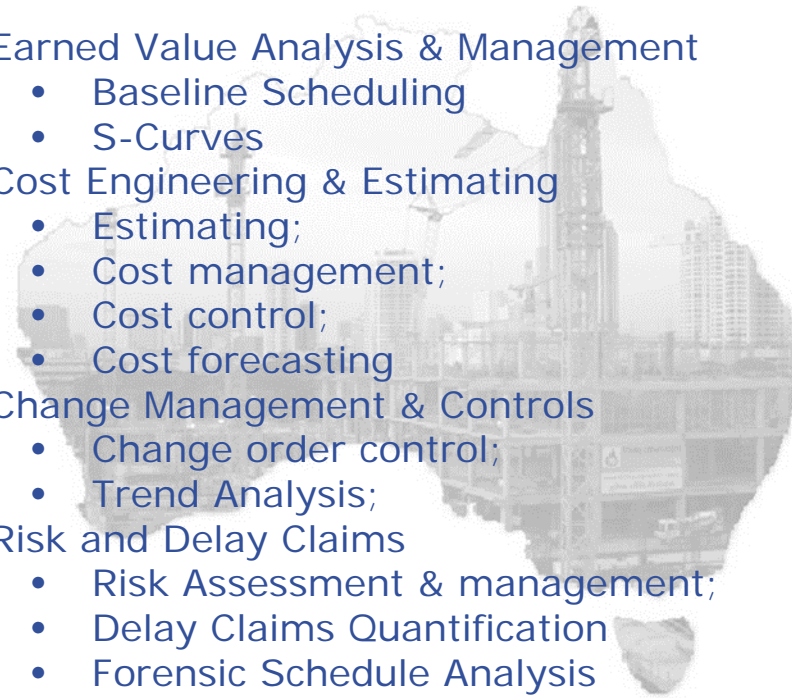 Earned Value Analysis & Management
• Baseline Scheduling
• S-Curves
Cost Engineering & Estimating
• Estimating;
• Cost management;
• Cost control;
• Cost forecasting
Change Management & Controls
• Change order control;
• Trend Analysis;
Risk and Delay Claims
• Risk Assessment & management;
• Delay Claims Quantification
• Forensic Schedule Analysis